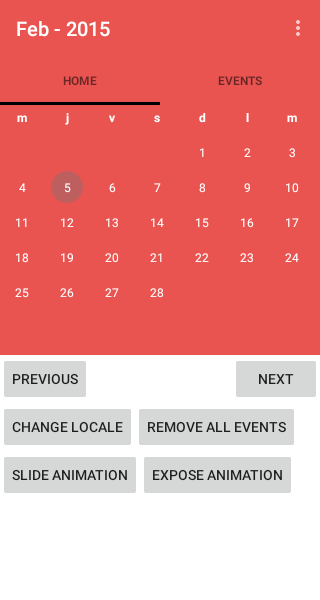 Feb - 2015
HOME EVENTS
m j v s d l m
1 2 3
4 5 6 7 8 9 10
11 12 13 14 15 16 17
18 19 20 21 22 23 24
25 26 27 28
PREVIOUS NEXT
CHANGE LOCALE REMOVE ALL EVENTS
SLIDE ANIMATION EXPOSE ANIMATION